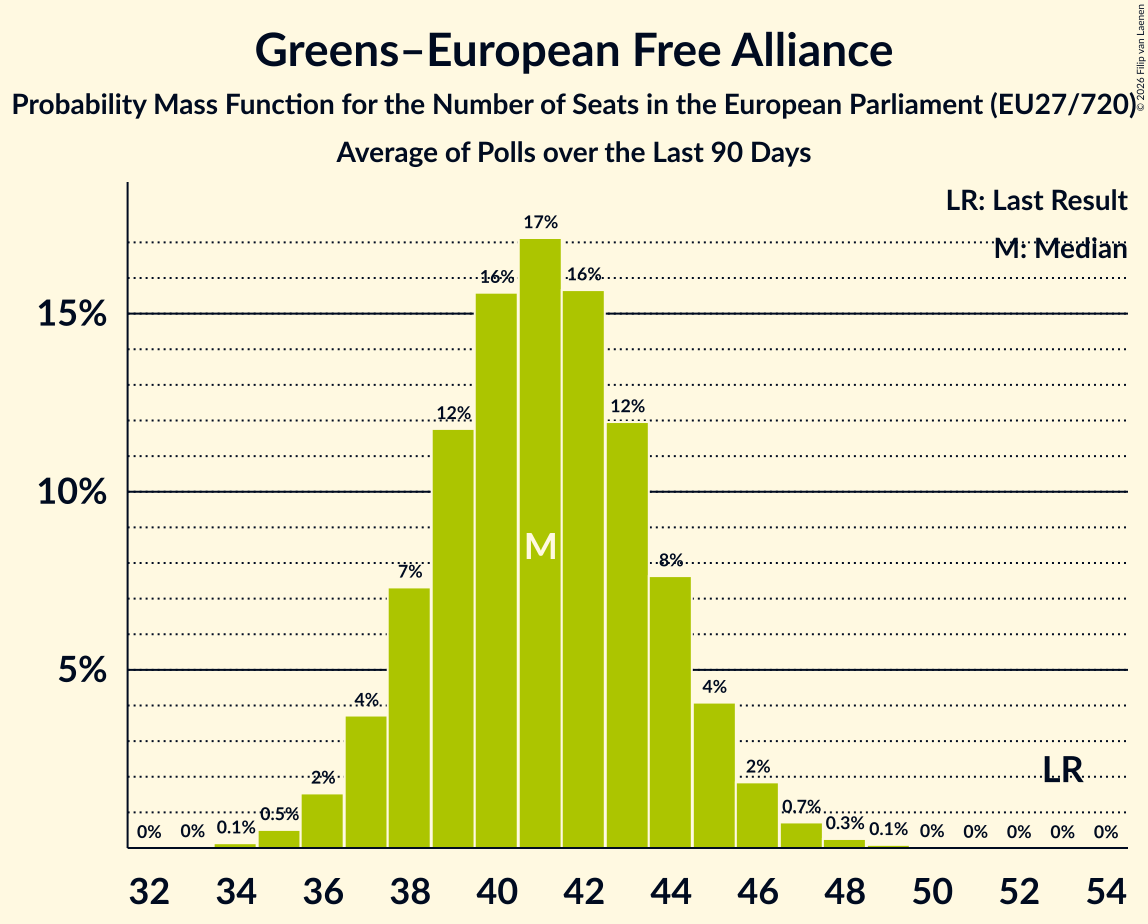 Greens–European Free Alliance
Probability Mass Function for the Number of Seats in the European Parliament (EU27/720)
Average of Polls over the Last 90 Days
© 2026 Filip van Laenen
LR: Last Result
M: Median
15%
10%
5%
0%
0%
0.1%
0.5%
2%
4%
7%
12%
16%
17%
16%
12%
8%
4%
2%
0.7%
0.3%
0.1%
0%
0%
0%
0%
0%
M
LR
32 34 36 38 40 42 44 46 48 50 52 54